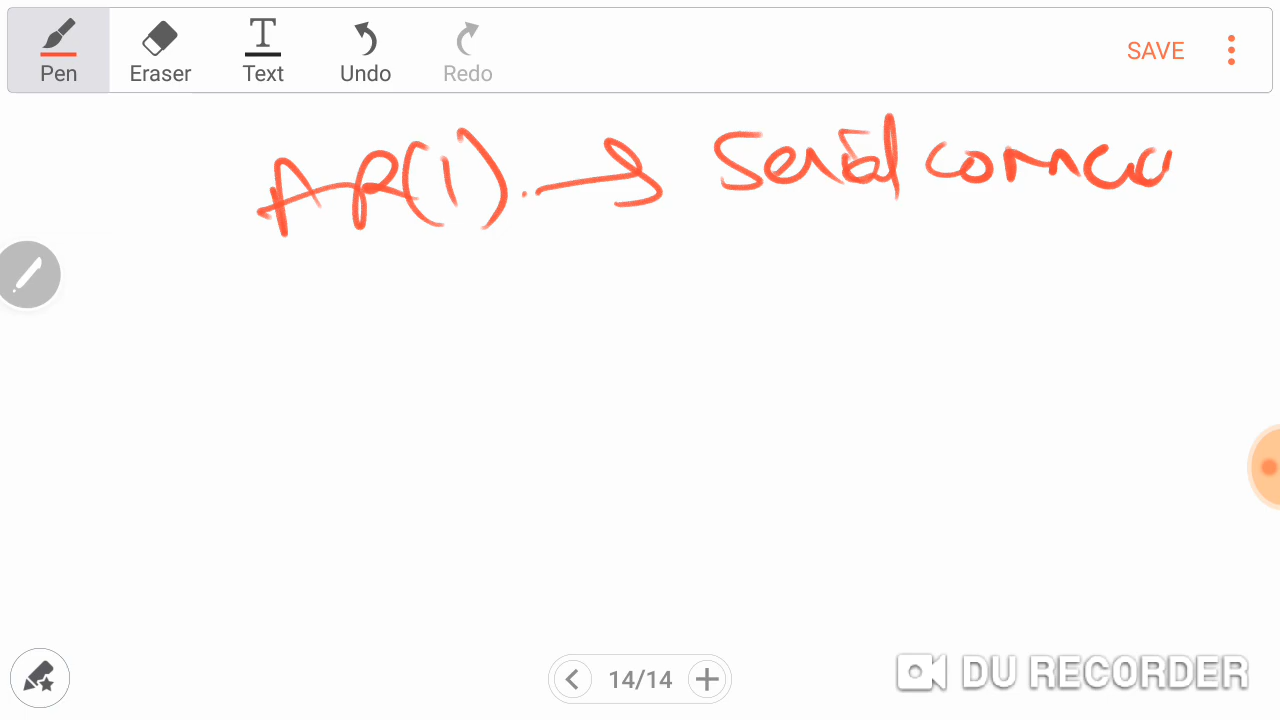 Pen Eraser Text Undo Redo SAVE
AR(1). → Serial
14/14
DU RECORDER